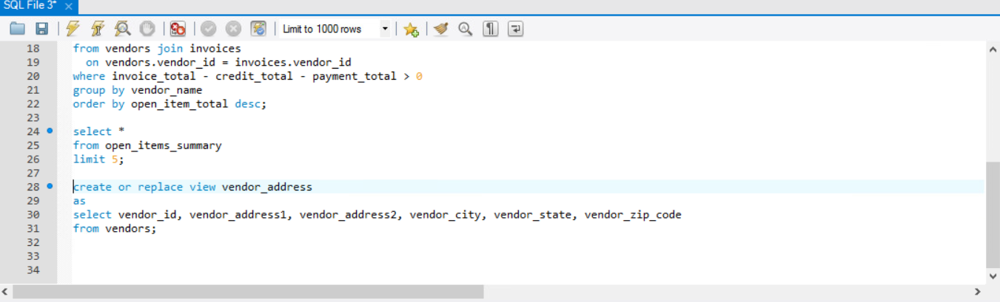 SQL File 3*
Limit to 1000 rows
18 from vendors join invoices
19 on vendors.vendor_id = invoices.vendor_id
20 where invoice_total - credit_total - payment_total > 0
21 group by vendor_name
22 order by open_item_total desc;
23
24 select *
25 from open_items_summary
26 limit 5;
27
28 create or replace view vendor_address
29 as
30 select vendor_id, vendor_address1, vendor_address2, vendor_city, vendor_state, vendor_zip_code
31 from vendors;
32
33
34